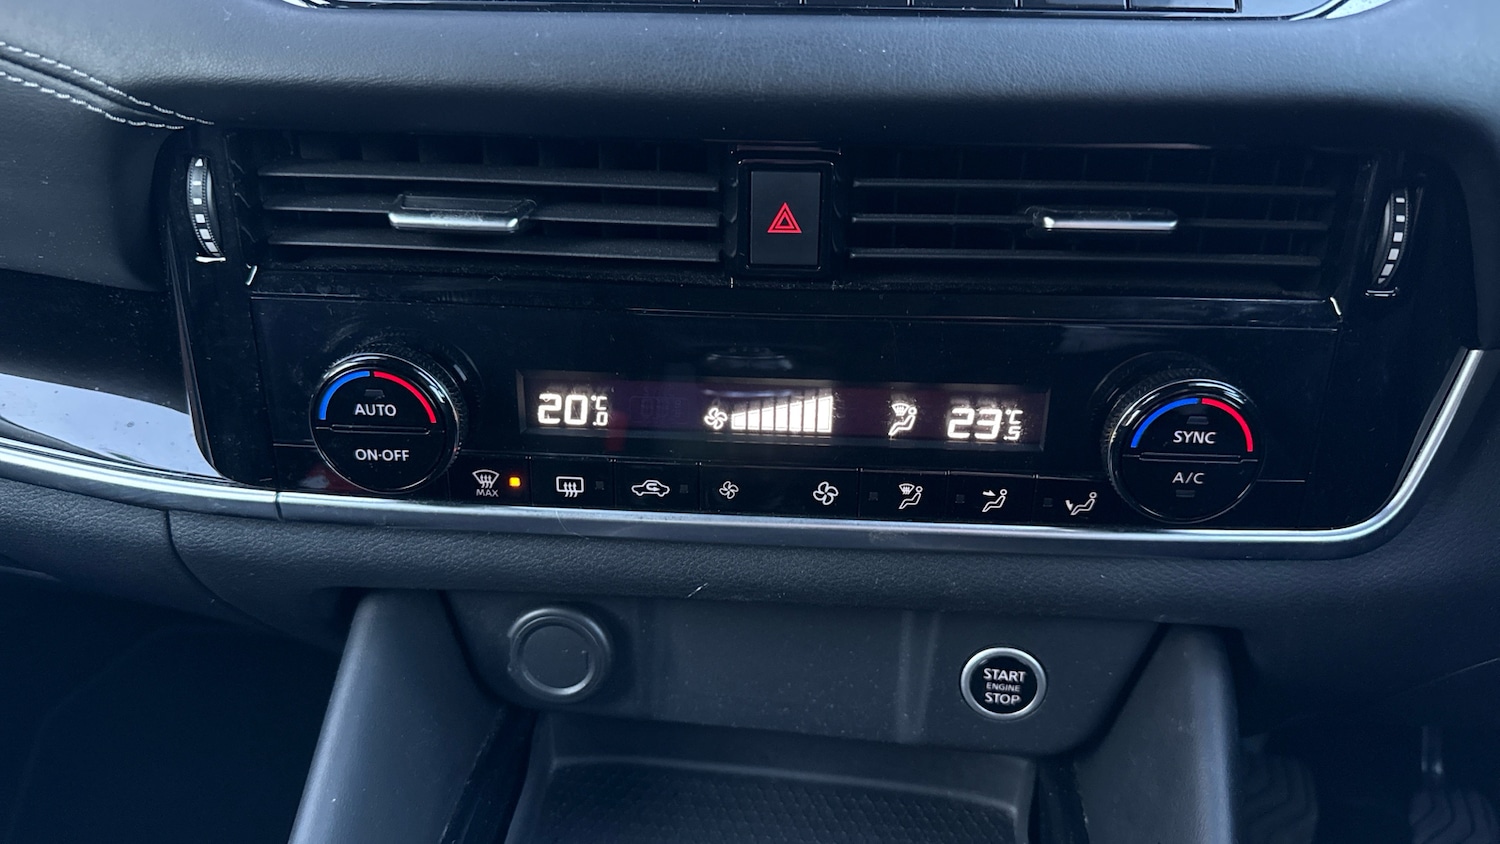 20.0°C
23.5°C
AUTO
ON·OFF
SYNC
A/C
MAX
START
ENGINE
STOP